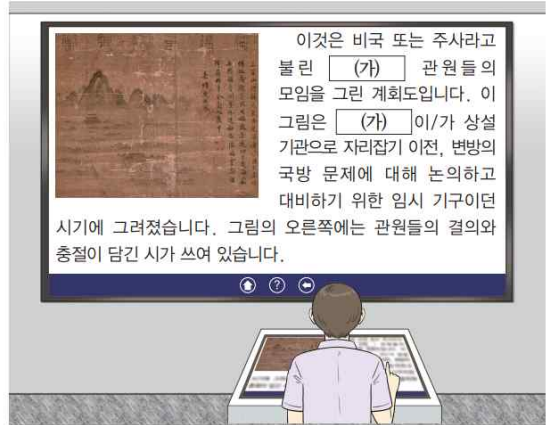 이것은 비국 또는 주사라고
불린 (가) 관원들의
모임을 그린 계회도입니다. 이
그림은 (가) 이/가 상설
기관으로 자리잡기 이전, 변방의
국방 문제에 대해 논의하고
대비하기 위한 임시 기구이던
시기에 그려졌습니다. 그림의 오른쪽에는 관원들의 결의와
충절이 담긴 시가 쓰여 있습니다.
?